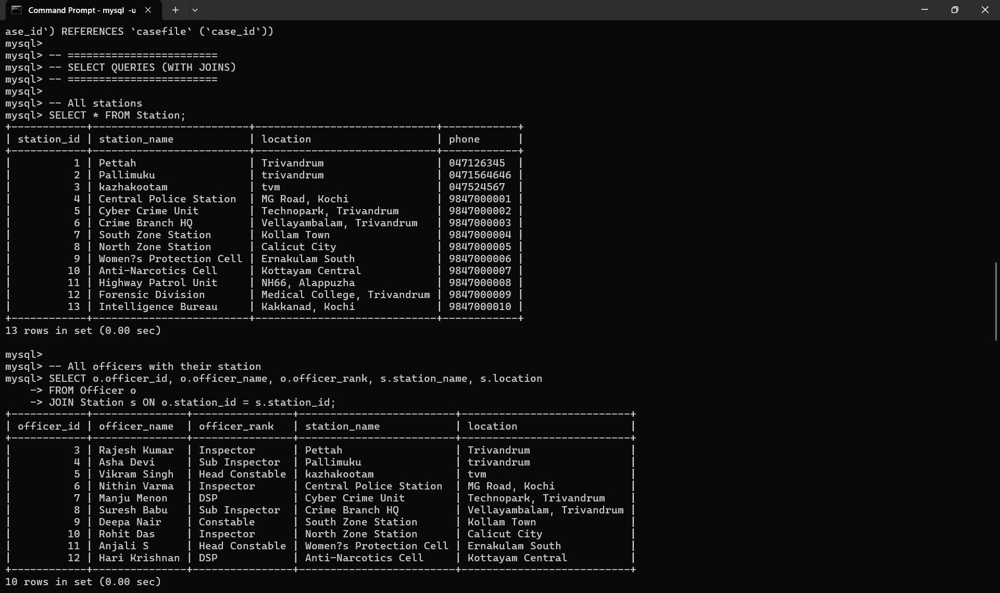 Command Prompt - mysql -u
ase_id`) REFERENCES `casefile` (`case_id`))
mysql>
mysql> -- ========================
mysql> -- SELECT QUERIES (WITH JOINS)
mysql> -- ========================
mysql>
mysql> -- All stations
mysql> SELECT * FROM Station;
+------------+-------------------------+-----------------------------+------------+
| station_id | station_name            | location                    | phone      |
+------------+-------------------------+-----------------------------+------------+
|          1 | Pettah                  | Trivandrum                  | 047126345  |
|          2 | Pallimuku               | trivandrum                  | 0471564646 |
|          3 | kazhakootam             | tvm                         | 047524567  |
|          4 | Central Police Station  | MG Road, Kochi              | 9847000001 |
|          5 | Cyber Crime Unit        | Technopark, Trivandrum      | 9847000002 |
|          6 | Crime Branch HQ         | Vellayambalam, Trivandrum   | 9847000003 |
|          7 | South Zone Station      | Kollam Town                 | 9847000004 |
|          8 | North Zone Station      | Calicut City                | 9847000005 |
|          9 | Women?s Protection Cell | Ernakulam South             | 9847000006 |
|         10 | Anti-Narcotics Cell     | Kottayam Central            | 9847000007 |
|         11 | Highway Patrol Unit     | NH66, Alappuzha             | 9847000008 |
|         12 | Forensic Division       | Medical College, Trivandrum | 9847000009 |
|         13 | Intelligence Bureau     | Kakkanad, Kochi             | 9847000010 |
+------------+-------------------------+-----------------------------+------------+
13 rows in set (0.00 sec)
mysql>
mysql> -- All officers with their station
mysql> SELECT o.officer_id, o.officer_name, o.officer_rank, s.station_name, s.location
    -> FROM Officer o
    -> JOIN Station s ON o.station_id = s.station_id;
+------------+---------------+----------------+-------------------------+---------------------------+
| officer_id | officer_name  | officer_rank   | station_name            | location                  |
+------------+---------------+----------------+-------------------------+---------------------------+
|          3 | Rajesh Kumar  | Inspector      | Pettah                  | Trivandrum                |
|          4 | Asha Devi     | Sub Inspector  | Pallimuku               | trivandrum                |
|          5 | Vikram Singh  | Head Constable | kazhakootam             | tvm                       |
|          6 | Nithin Varma  | Inspector      | Central Police Station  | MG Road, Kochi            |
|          7 | Manju Menon   | DSP            | Cyber Crime Unit        | Technopark, Trivandrum    |
|          8 | Suresh Babu   | Sub Inspector  | Crime Branch HQ         | Vellayambalam, Trivandrum |
|          9 | Deepa Nair    | Constable      | South Zone Station      | Kollam Town               |
|         10 | Rohit Das     | Inspector      | North Zone Station      | Calicut City              |
|         11 | Anjali S      | Head Constable | Women?s Protection Cell | Ernakulam South           |
|         12 | Hari Krishnan | DSP            | Anti-Narcotics Cell     | Kottayam Central          |
+------------+---------------+----------------+-------------------------+---------------------------+
10 rows in set (0.00 sec)